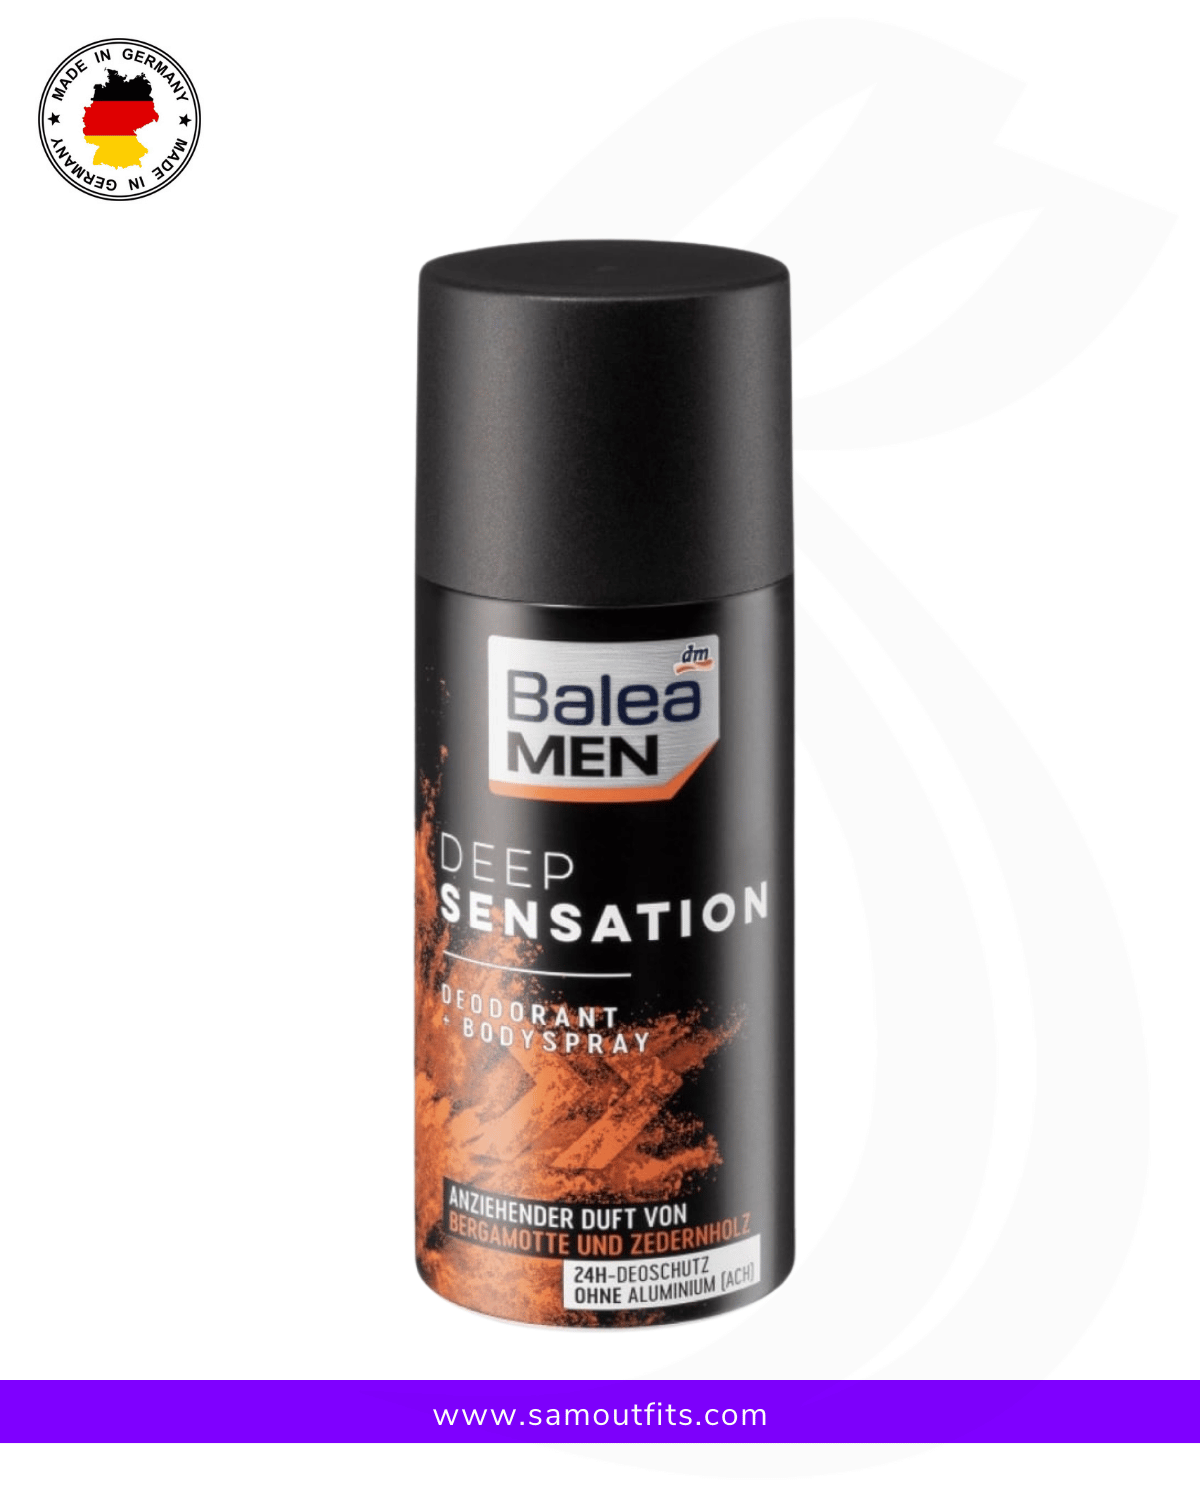 MADE IN GERMANY
MADE IN GERMANY
dm
Balea
MEN
DEEP
SENSATION
DEODORANT
+ BODYSPRAY
ANZIEHENDER DUFT VON
BERGAMOTTE UND ZEDERNHOLZ
24H-DEOSCHUTZ
OHNE ALUMINIUM (ACH)
www.samoutfits.com